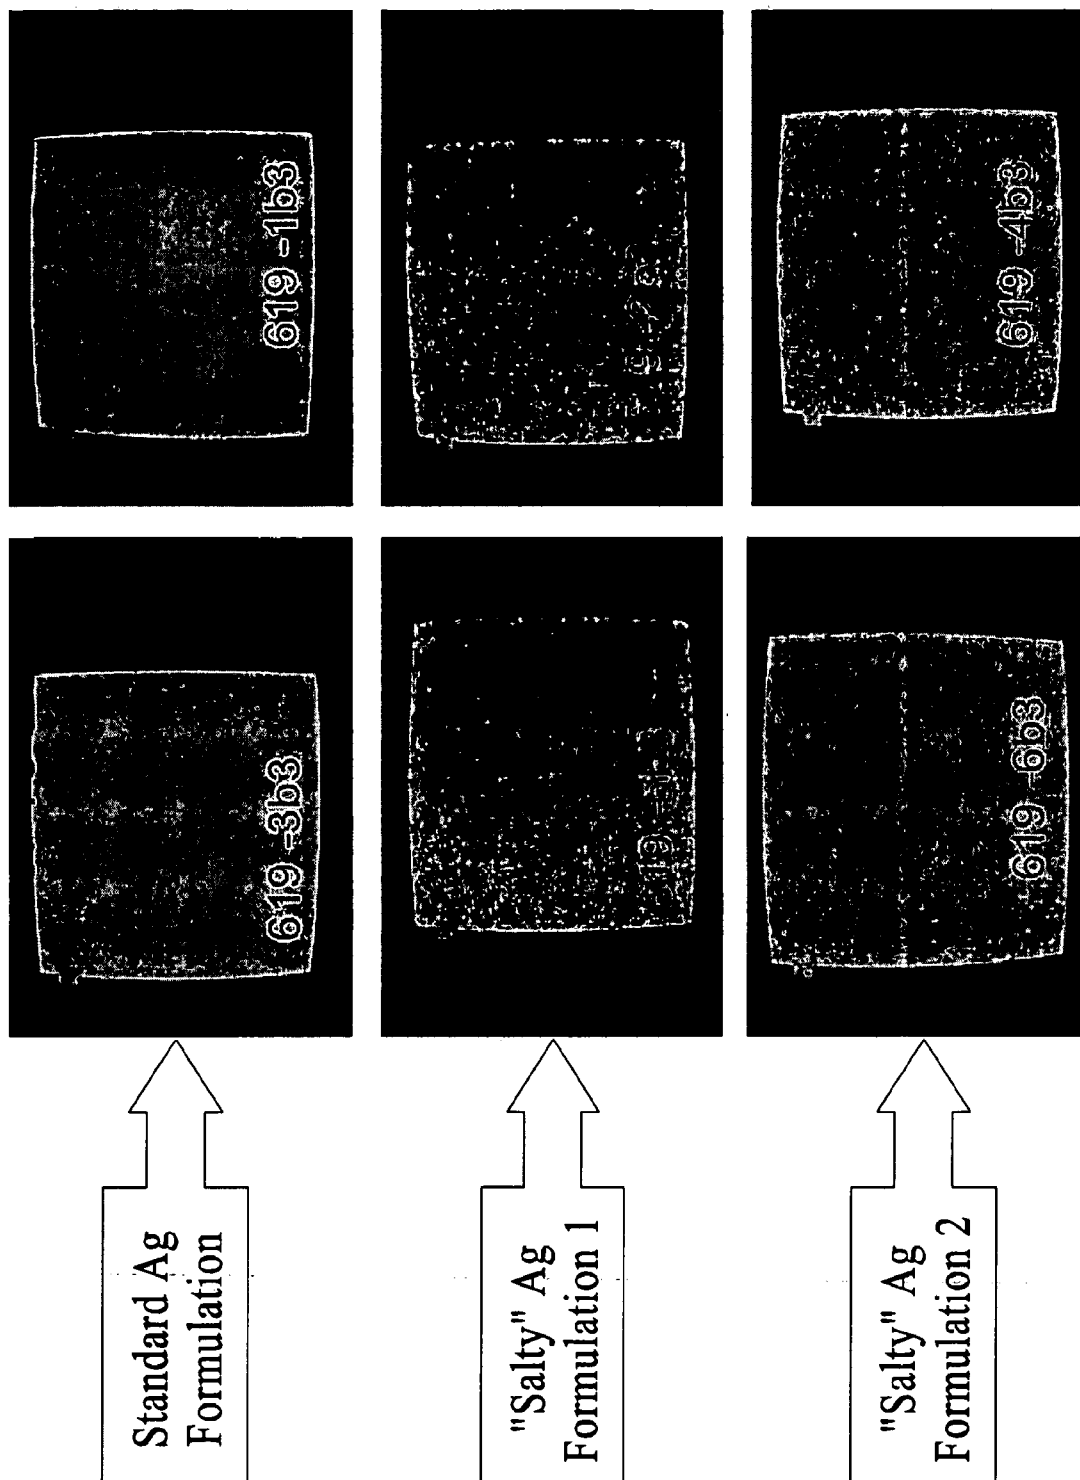 Standard Ag
Formulation
619 -3b3
619 -1b3
"Salty" Ag
Formulation 1
"Salty" Ag
Formulation 2
619 -6b3
619 -4b3